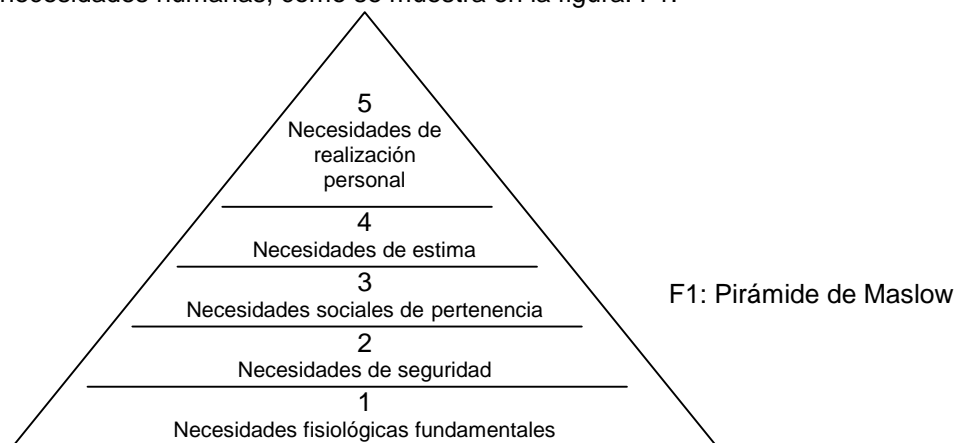 necesidades humanas, como se muestra en la figura: F1.
5
Necesidades de
realización
personal
4
Necesidades de estima
3
Necesidades sociales de pertenencia
F1: Pirámide de Maslow
2
Necesidades de seguridad
1
Necesidades fisiológicas fundamentales